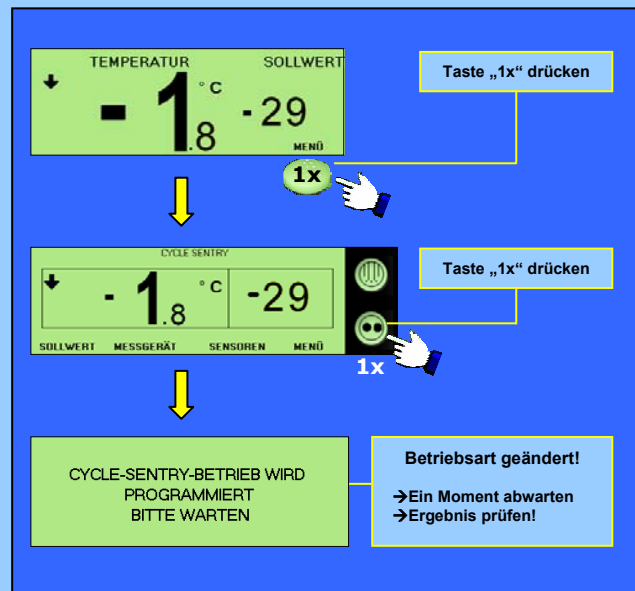 TEMPERATUR SOLLWERT
- 1.8 °C -29
MENÜ
1x
Taste „1x“ drücken
CYCLE SENTRY
- 1.8 °C -29
SOLLWERT MESSGERÄT SENSOREN MENÜ
1x
Taste „1x“ drücken
CYCLE-SENTRY-BETRIEB WIRD
PROGRAMMIERT
BITTE WARTEN
Betriebsart geändert!
→Ein Moment abwarten
→Ergebnis prüfen!